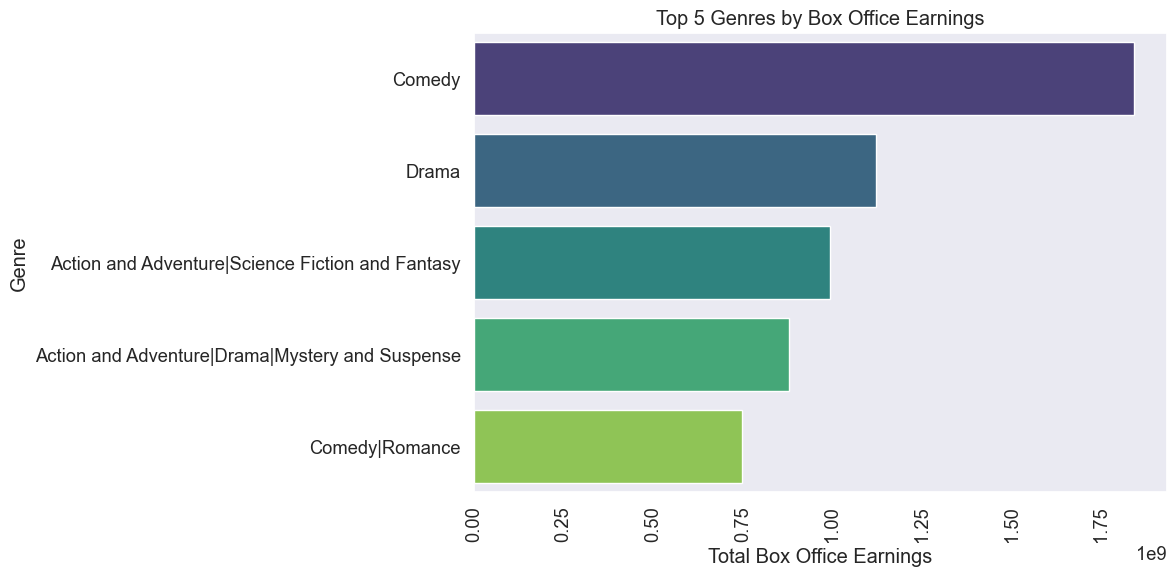 Top 5 Genres by Box Office Earnings
Genre
Comedy
Drama
Action and Adventure|Science Fiction and Fantasy
Action and Adventure|Drama|Mystery and Suspense
Comedy|Romance
0.00
0.25
0.50
0.75
1.00
1.25
1.50
1.75
1e9
Total Box Office Earnings